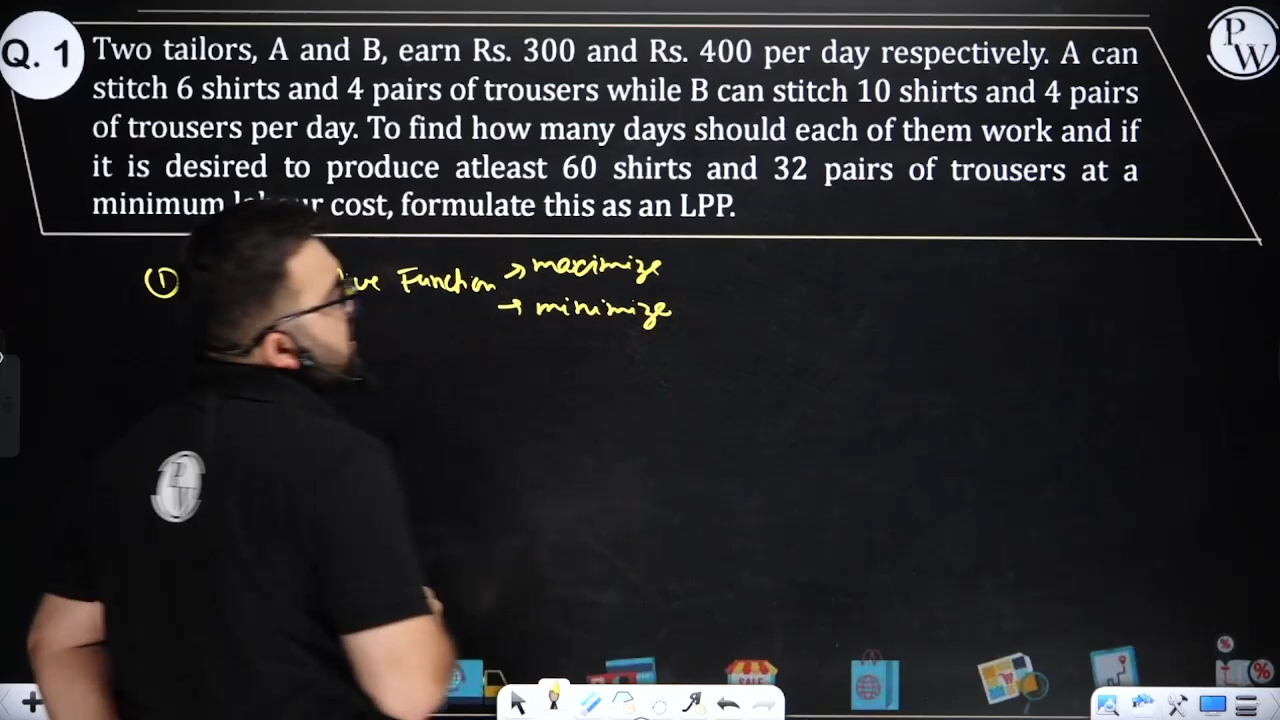 Q. 1
Two tailors, A and B, earn Rs. 300 and Rs. 400 per day respectively. A can
stitch 6 shirts and 4 pairs of trousers while B can stitch 10 shirts and 4 pairs
of trousers per day. To find how many days should each of them work and if
it is desired to produce atleast 60 shirts and 32 pairs of trousers at a
minimum cost, formulate this as an LPP.
① Function → maximize
→ minimize
P
W
SALE
%
%